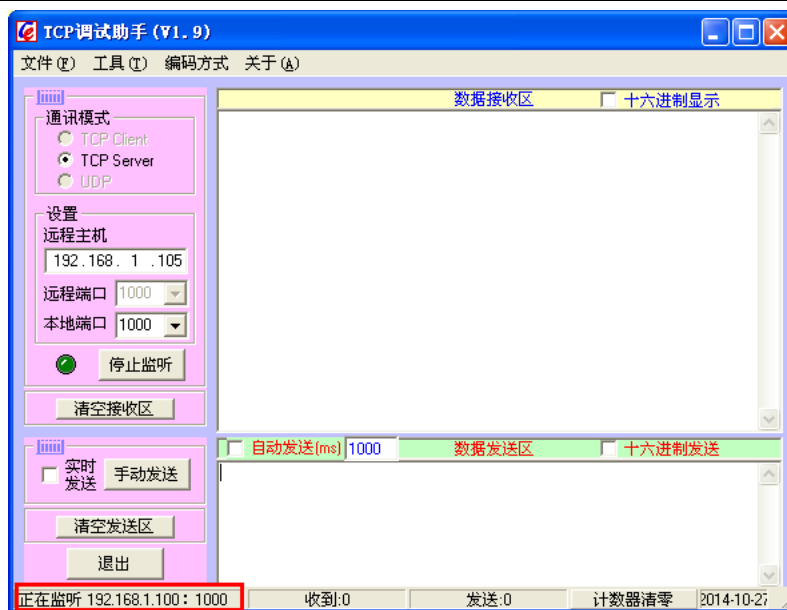 TCP调试助手(V1.9)
文件(F) 工具(T) 编码方式 关于(A)
通讯模式
TCP Client
TCP Server
UDP
设置
远程主机
192.168. 1 .105
远程端口 1000
本地端口 1000
停止监听
清空接收区
数据接收区 十六进制显示
自动发送(ms) 1000 数据发送区 十六进制发送
实时
发送
手动发送
清空发送区
退出
正在监听 192.168.1.100：1000 收到:0 发送:0 计数器清零 2014-10-27